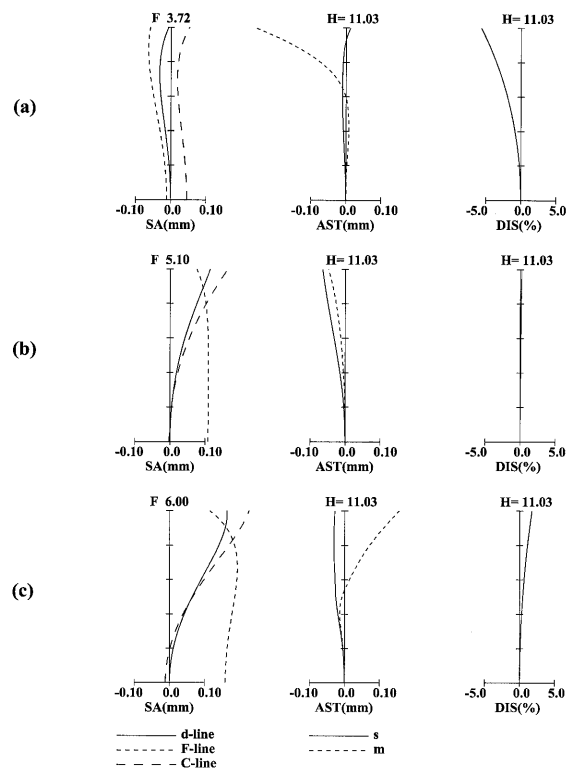 F 3.72 H= 11.03 H= 11.03
(a)
-0.10 0.0 0.10 -0.10 0.0 0.10 -5.0 0.0 5.0
SA(mm) AST(mm) DIS(%)
F 5.10 H= 11.03 H= 11.03
(b)
-0.10 0.0 0.10 -0.10 0.0 0.10 -5.0 0.0 5.0
SA(mm) AST(mm) DIS(%)
F 6.00 H= 11.03 H= 11.03
(c)
-0.10 0.0 0.10 -0.10 0.0 0.10 -5.0 0.0 5.0
SA(mm) AST(mm) DIS(%)
d-line s
F-line m
C-line